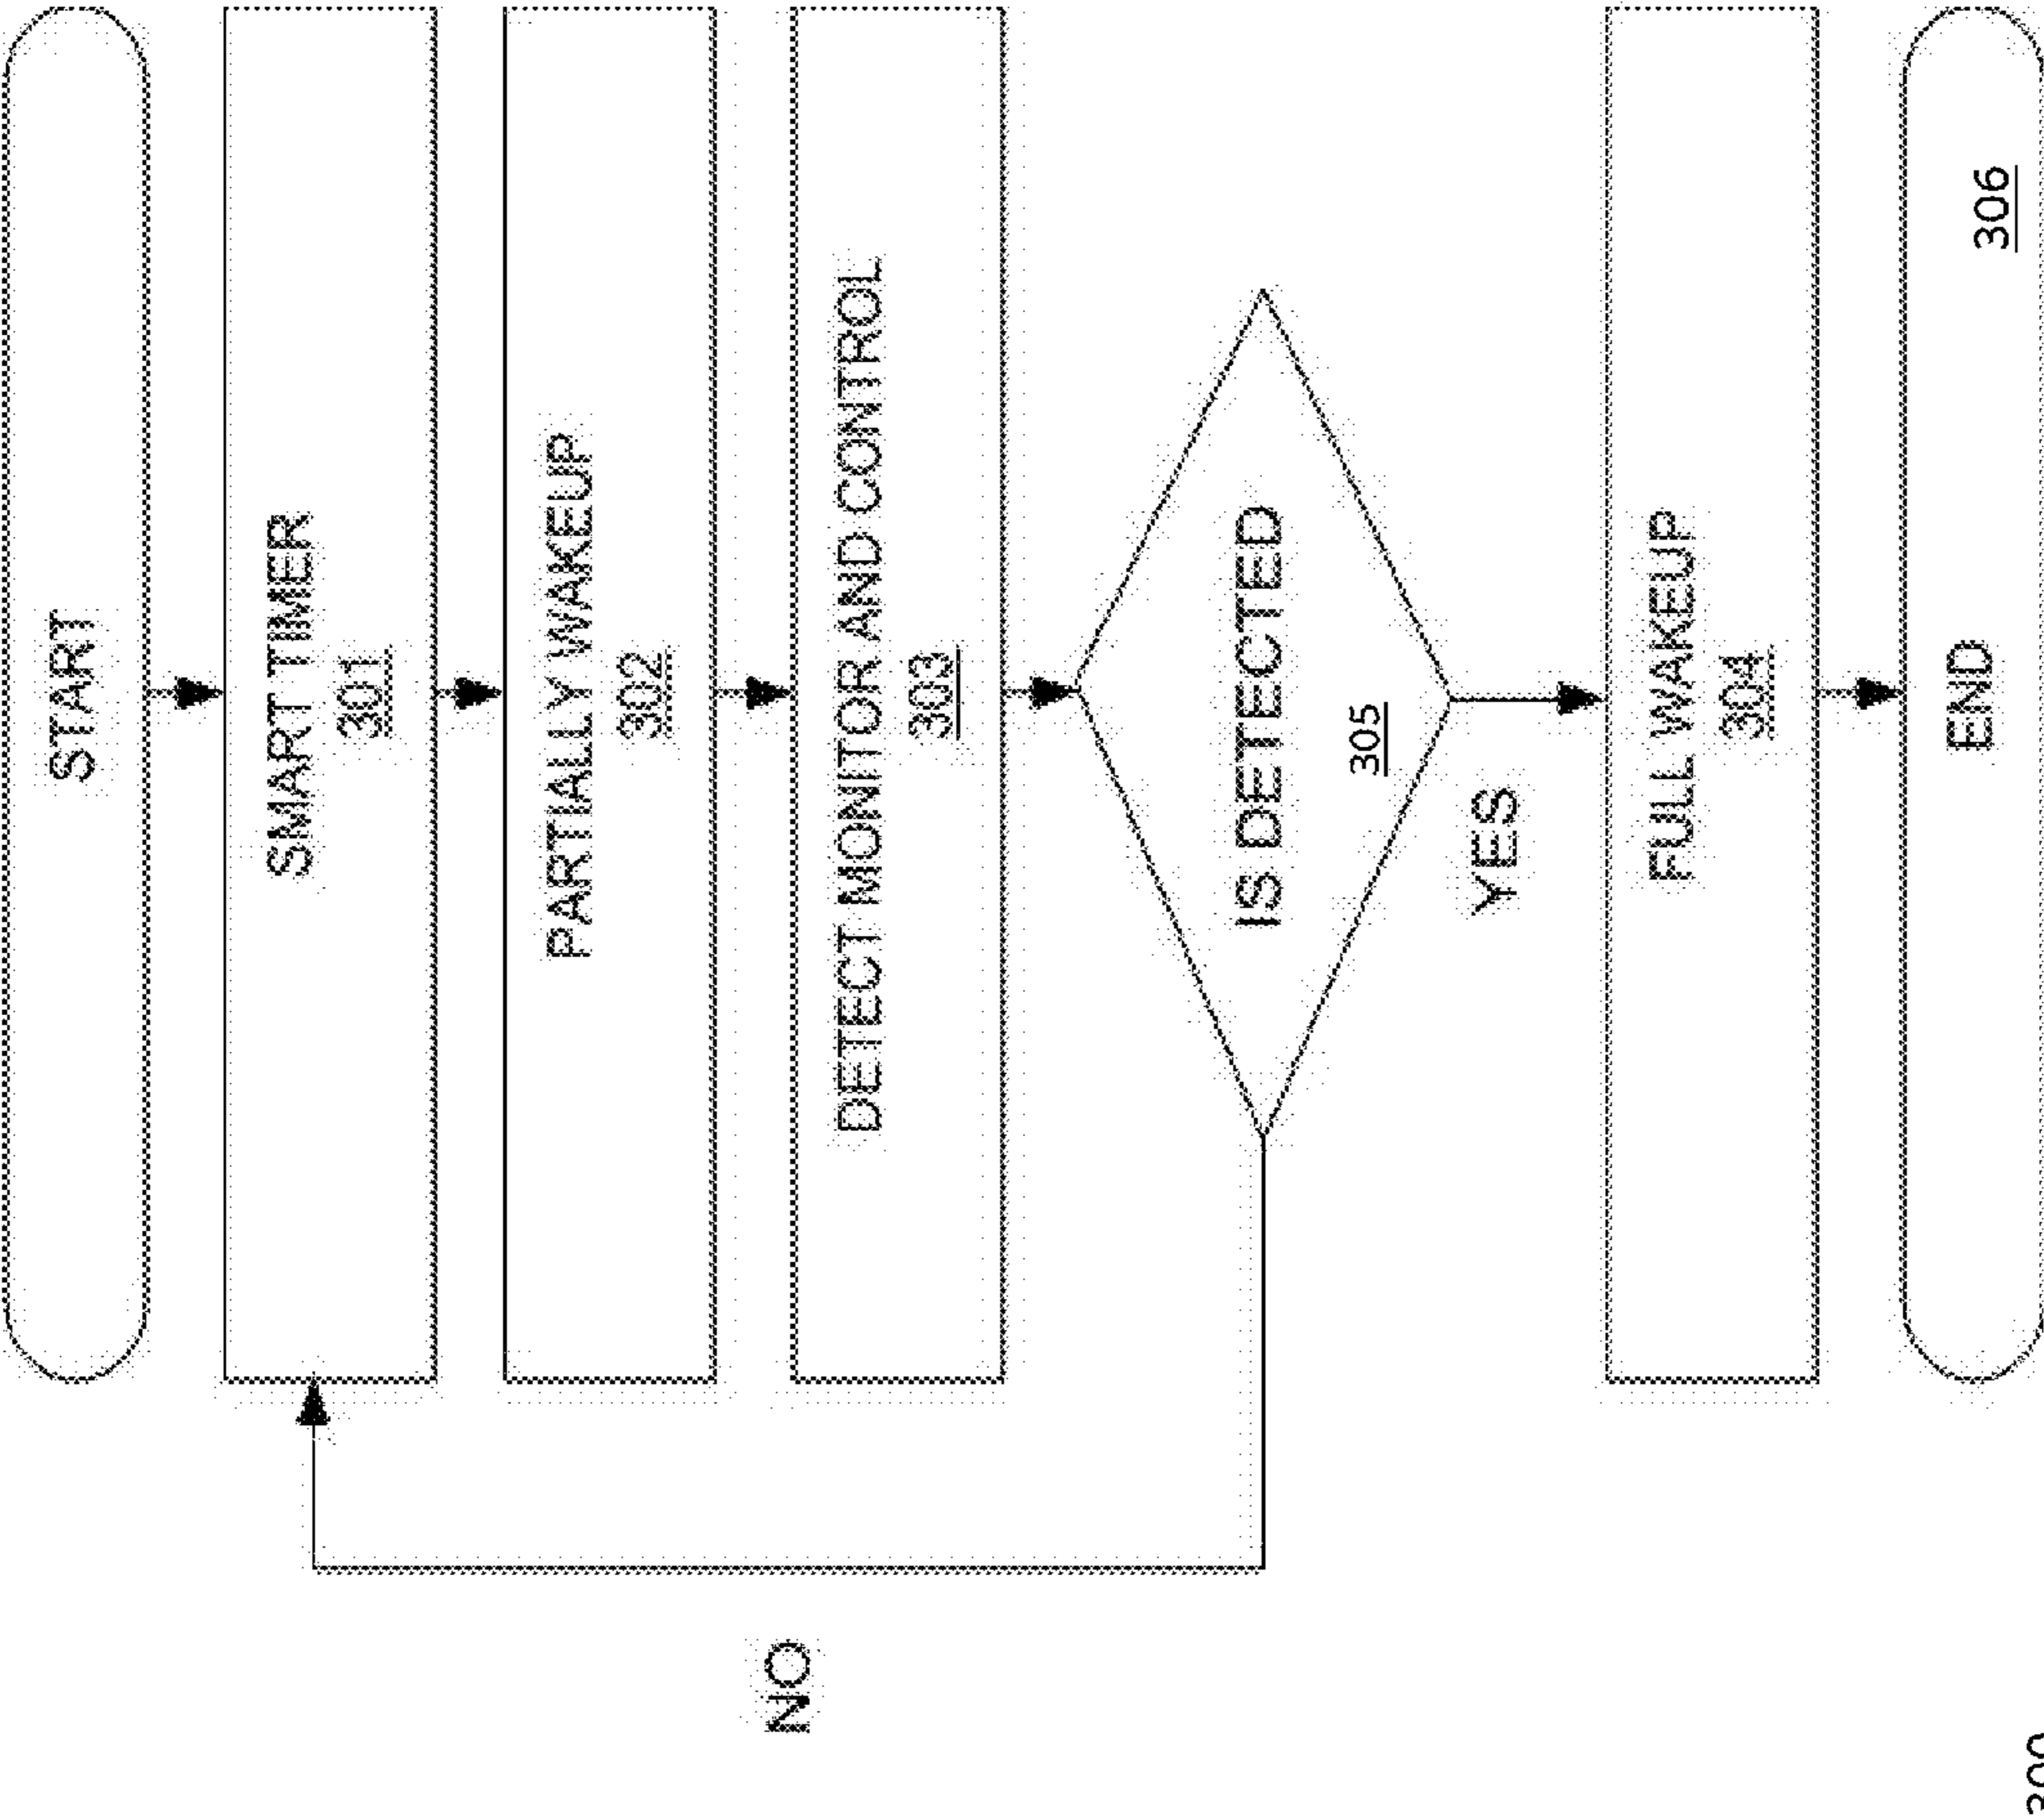 START
SMART TIMER
301
PARTIALLY WAKEUP
302
DETECT MONITOR AND CONTROL
303
IS DETECTED
305
NO
YES
FULL WAKEUP
304
END
306
300